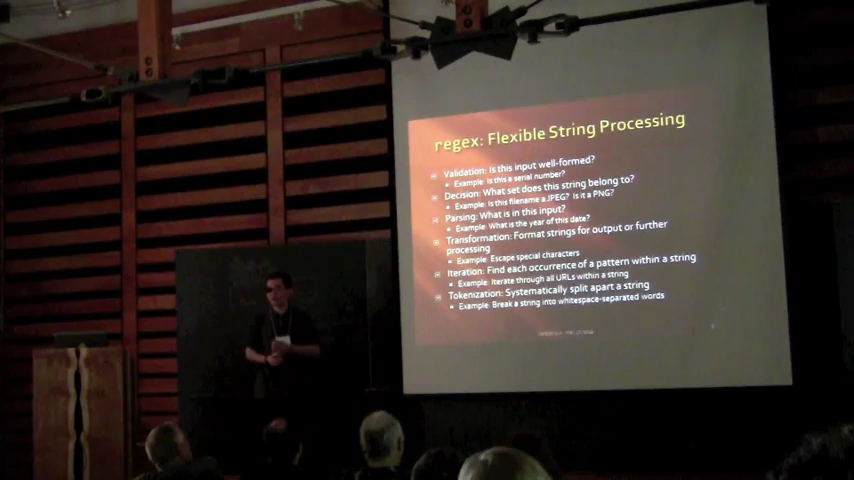 regex: Flexible String Processing
Validation: Is this input well-formed?
Example: Is this a serial number?
Decision: What set does this string belong to?
Example: Is this filename a JPEG? Is it a PNG?
Parsing: What is in this input?
Example: What is the year of this date?
Transformation: Format strings for output or further
processing
Example: Escape special characters
Iteration: Find each occurrence of a pattern within a string
Example: Iterate through all URLs within a string
Tokenization: Systematically split apart a string
Example: Break a string into whitespace-separated words